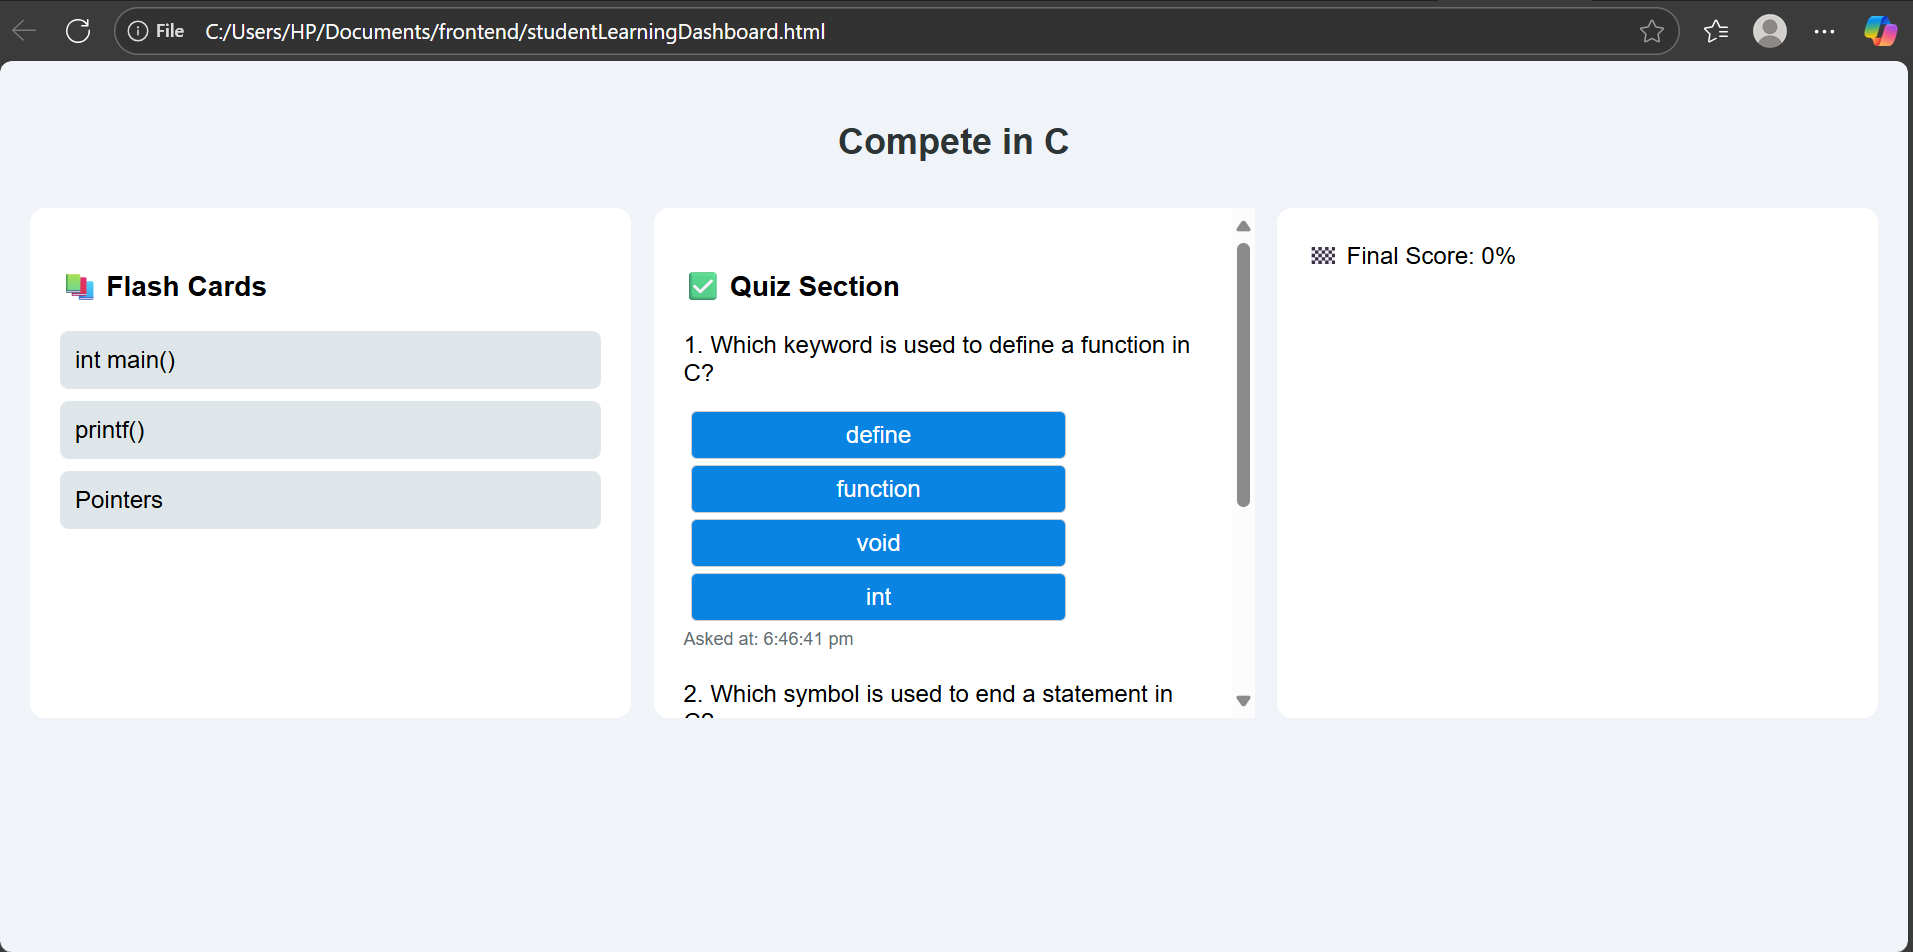 File C:/Users/HP/Documents/frontend/studentLearningDashboard.html
Compete in C
Flash Cards
int main()
printf()
Pointers
Quiz Section
1. Which keyword is used to define a function in
C?
define
function
void
int
Asked at: 6:46:41 pm
2. Which symbol is used to end a statement in
C?
Final Score: 0%